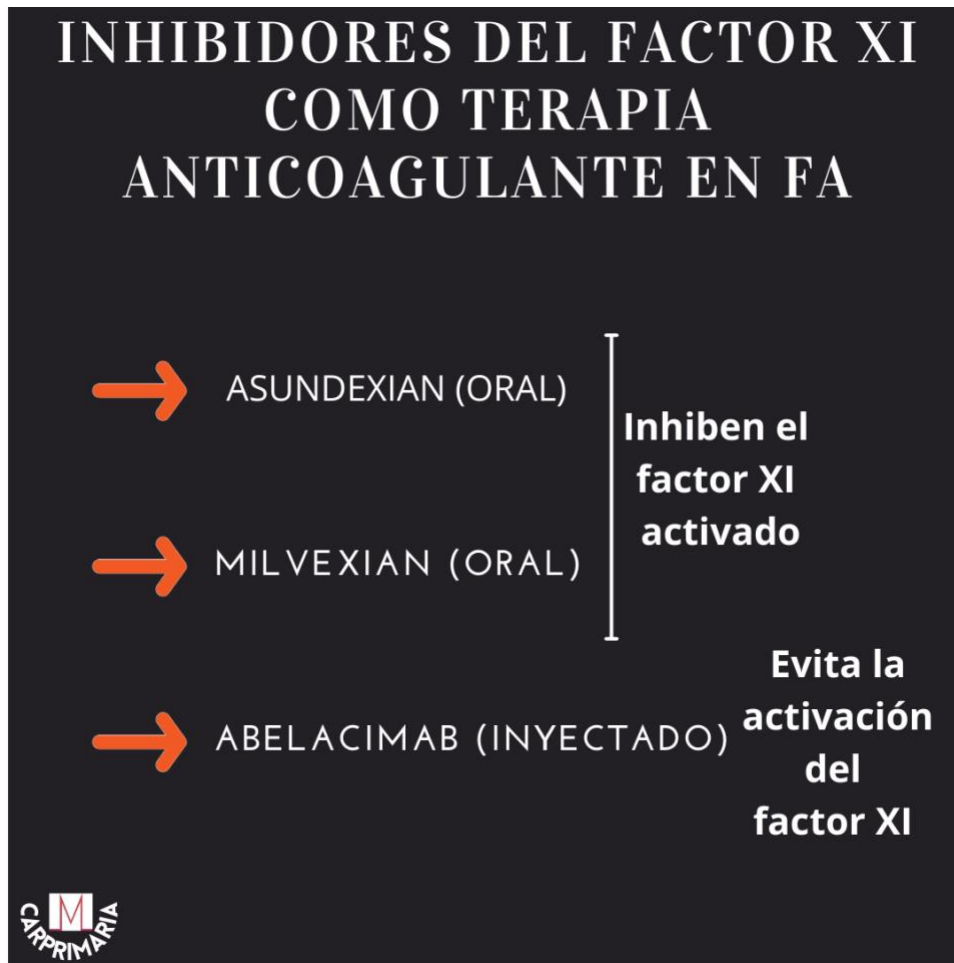 INHIBIDORES DEL FACTOR XI
COMO TERAPIA
ANTICOAGULANTE EN FA
ASUNDEXIAN (ORAL)
MILVEXIAN (ORAL)
Inhiben el
factor XI
activado
ABELACIMAB (INYECTADO)
Evita la
activación
del
factor XI
M
CARPRIMARIA